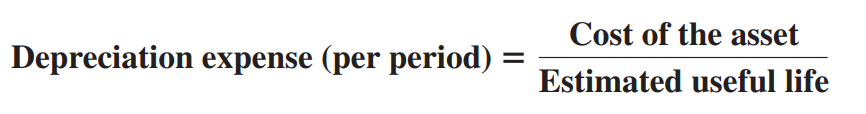 Depreciation expense (per period) = Cost of the asset
Estimated useful life